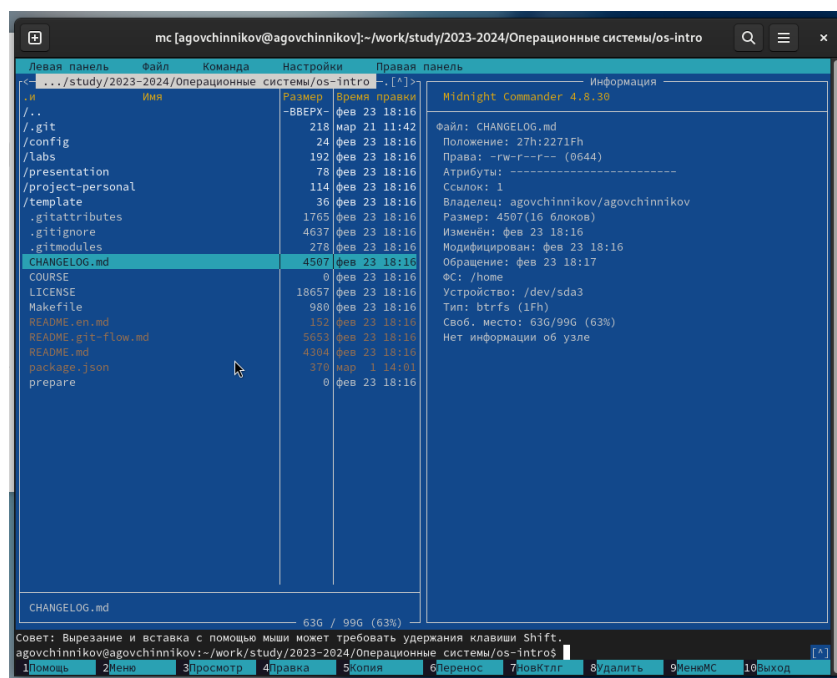 mc [agovchinnikov@agovchinnikov]:~/work/study/2023-2024/Операционные системы/os-intro
Левая панель Файл Команда Настройки Правая панель
<- .../study/2023-2024/Операционные системы/os-intro -.[^]>
.и Имя Размер Время правки
/.. -ВВЕРХ- фев 23 18:16
/.git 218 мар 21 11:42
/config 24 фев 23 18:16
/labs 192 фев 23 18:16
/presentation 78 фев 23 18:16
/project-personal 114 фев 23 18:16
/template 36 фев 23 18:16
.gitattributes 1765 фев 23 18:16
.gitignore 4637 фев 23 18:16
.gitmodules 278 фев 23 18:16
CHANGELOG.md 4507 фев 23 18:16
COURSE 0 фев 23 18:16
LICENSE 18657 фев 23 18:16
Makefile 980 фев 23 18:16
README.en.md 152 фев 23 18:16
README.git-flow.md 5653 фев 23 18:16
README.md 4304 фев 23 18:16
package.json 370 мар 1 14:01
prepare 0 фев 23 18:16
CHANGELOG.md
63G / 99G (63%)
Информация
Midnight Commander 4.8.30
Файл: CHANGELOG.md
Положение: 27h:2271Fh
Права: -rw-r--r-- (0644)
Атрибуты: -------------------------
Ссылок: 1
Владелец: agovchinnikov/agovchinnikov
Размер: 4507(16 блоков)
Изменён: фев 23 18:16
Модифицирован: фев 23 18:16
Обращение: фев 23 18:17
ФС: /home
Устройство: /dev/sda3
Тип: btrfs (1Fh)
Своб. место: 63G/99G (63%)
Нет информации об узле
Совет: Вырезание и вставка с помощью мыши может требовать удержания клавиши Shift.
agovchinnikov@agovchinnikov:~/work/study/2023-2024/Операционные системы/os-intro$ [^]
1Помощь 2Меню 3Просмотр 4Правка 5Копия 6Перенос 7НовКтлг 8Удалить 9МенюМС 10Выход